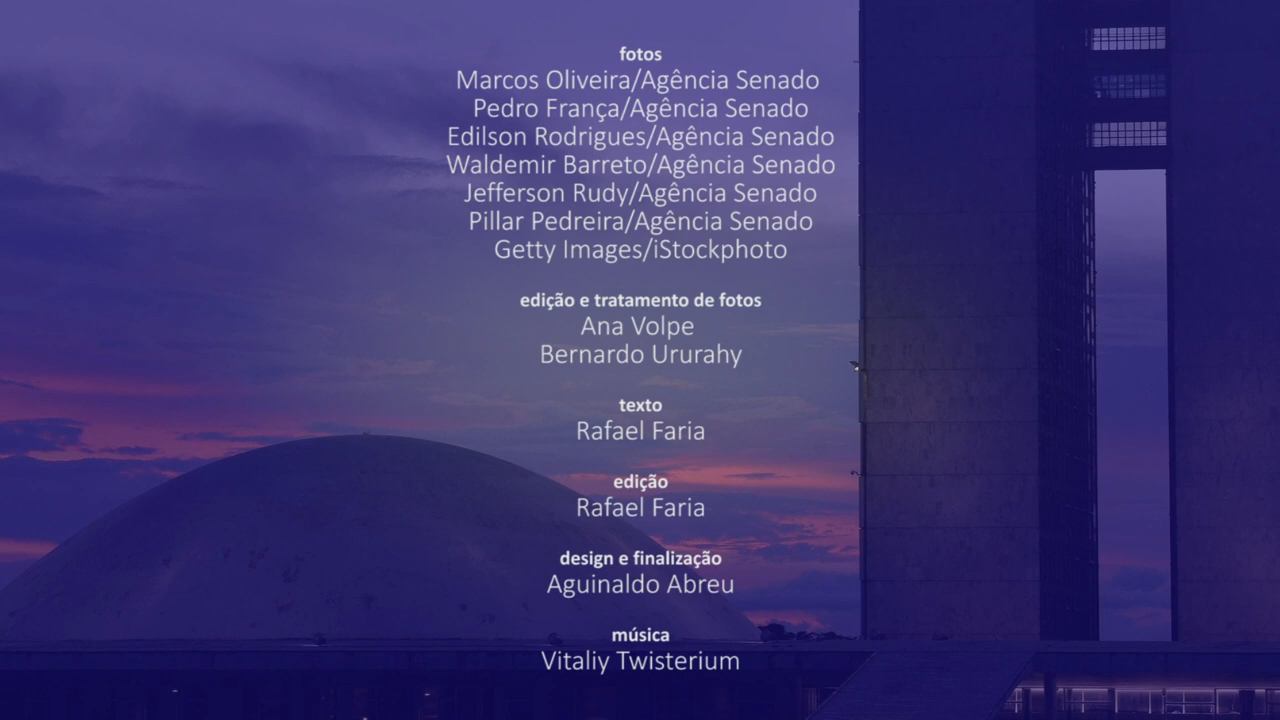 fotos
Marcos Oliveira/Agência Senado
Pedro França/Agência Senado
Edilson Rodrigues/Agência Senado
Waldemir Barreto/Agência Senado
Jefferson Rudy/Agência Senado
Pillar Pedreira/Agência Senado
Getty Images/iStockphoto
edição e tratamento de fotos
Ana Volpe
Bernardo Ururahy
texto
Rafael Faria
edição
Rafael Faria
design e finalização
Aguinaldo Abreu
música
Vitaliy Twisterium